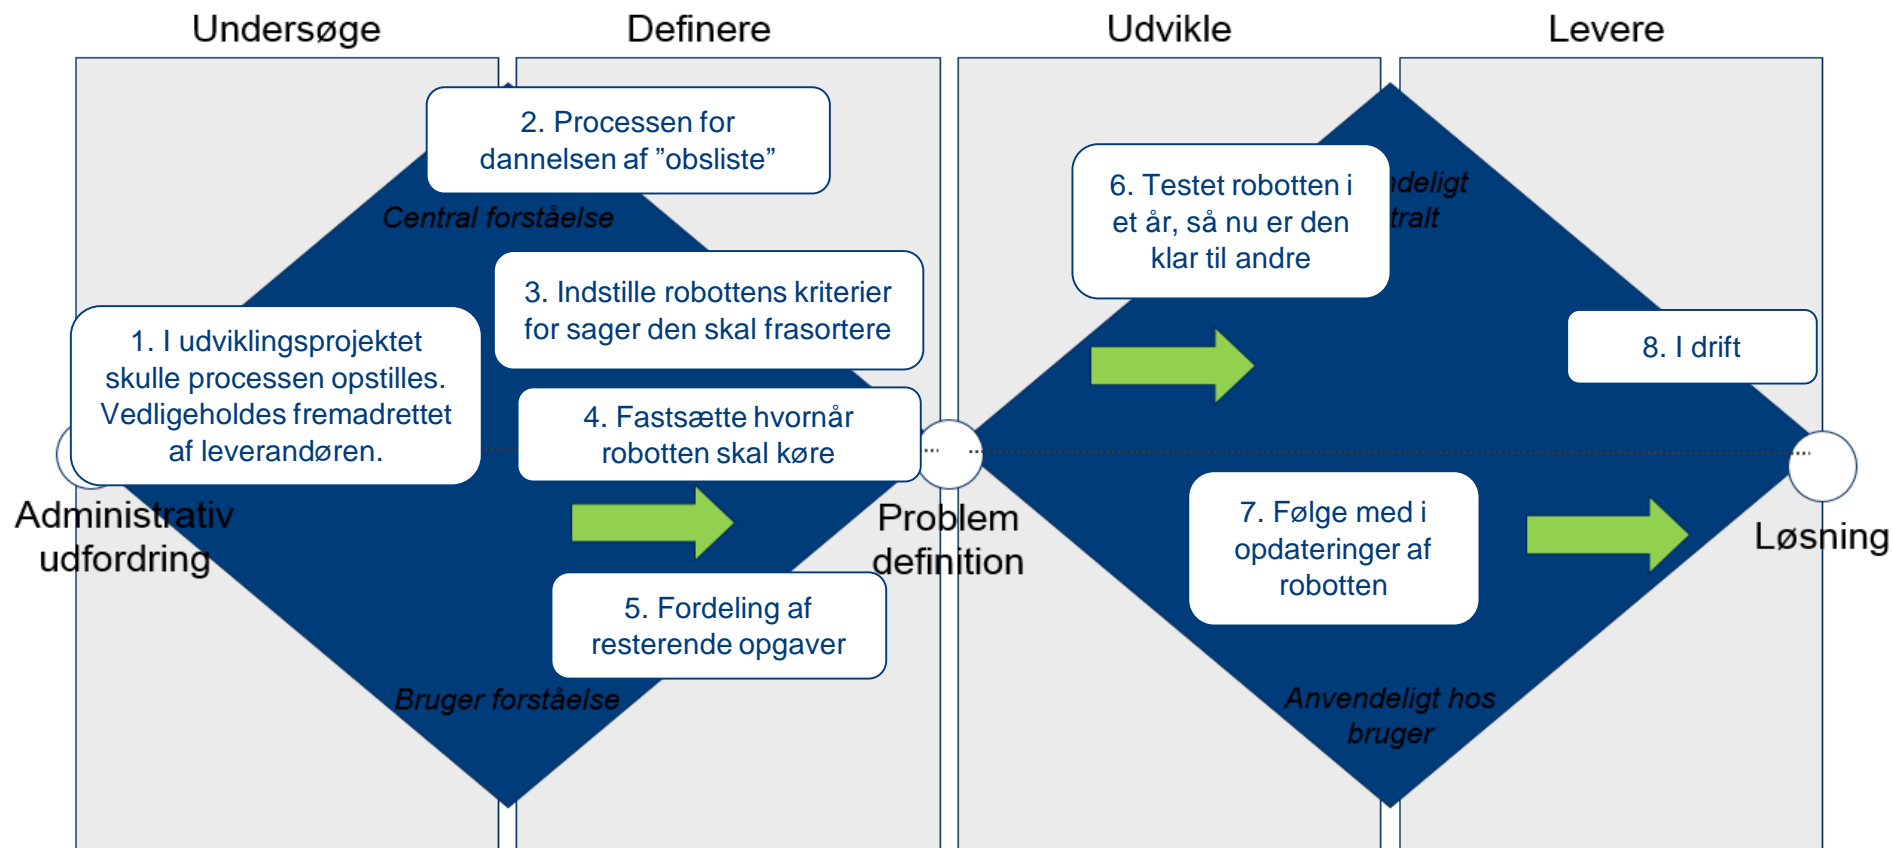 Undersøge
Definere
Udvikle
Levere
2. Processen for
dannelsen af ”obsliste”
Central forståelse
3. Indstille robottens kriterier
for sager den skal frasortere
1. I udviklingsprojektet
skulle processen opstilles.
Vedligeholdes fremadrettet
af leverandøren.
4. Fastsætte hvornår
robotten skal køre
Administrativ
udfordring
5. Fordeling af
resterende opgaver
Bruger forståelse
Problem
definition
6. Testet robotten i
et år, så nu er den
klar til andre
8. I drift
7. Følge med i
opdateringer af
robotten
Anvendeligt hos
bruger
Løsning